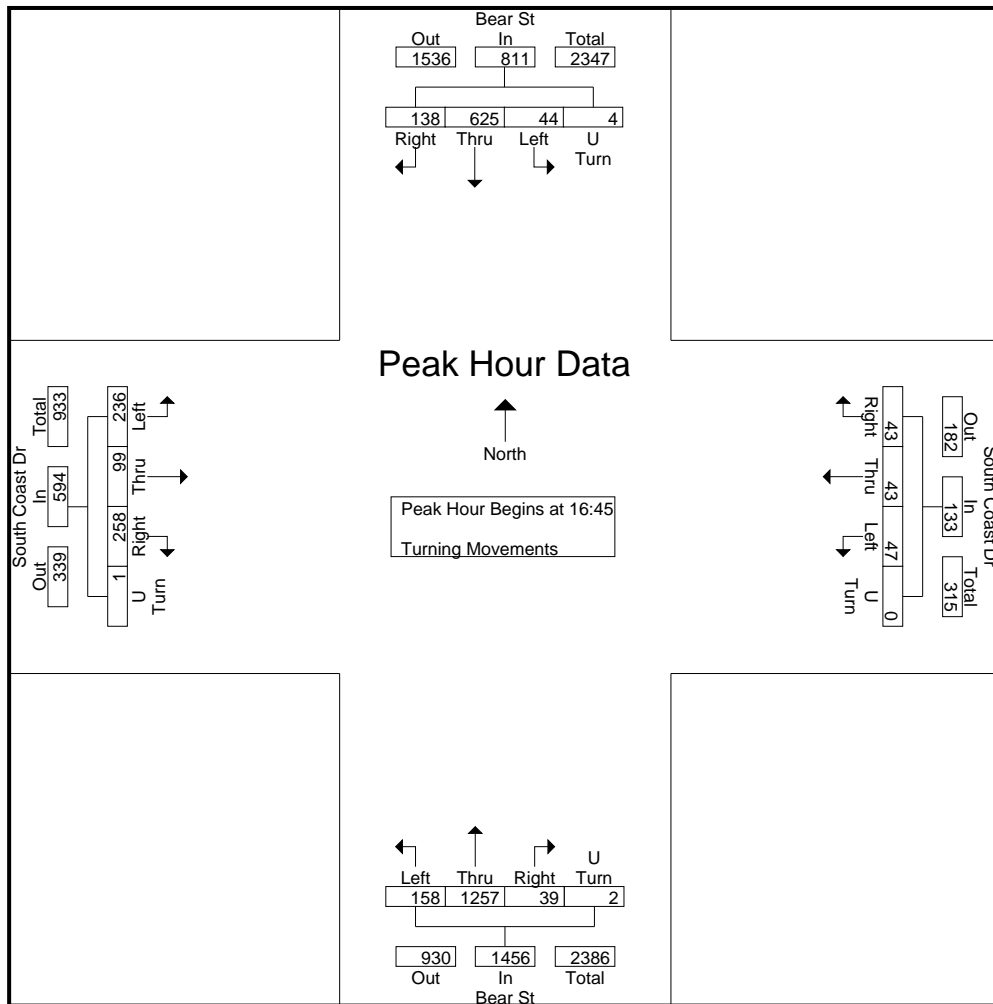 Bear St
Out In Total
1536 811 2347
138 625 44 4
Right Thru Left U
Turn
Peak Hour Data
North
Peak Hour Begins at 16:45
Turning Movements
South Coast Dr
Total In Out
933 594 339
236 99 258 1
Left Thru Right U
Turn
South Coast Dr
Out In Total
182 133 315
43 43 47 0
Right Thru Left U
Turn
U
Left Thru Right Turn
158 1257 39 2
930 1456 2386
Out In Total
Bear St